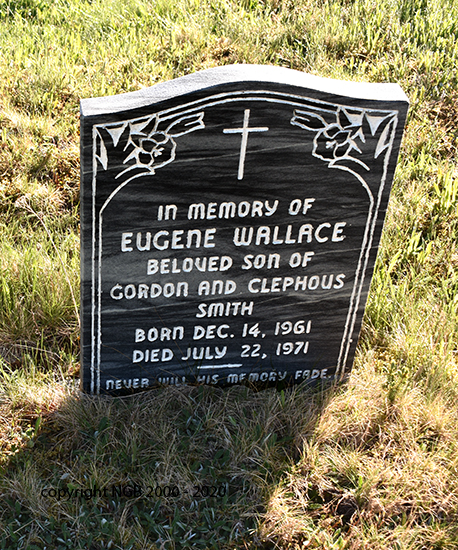 IN MEMORY OF
EUGENE WALLACE
BELOVED SON OF
GORDON AND CLEPHOUS
SMITH
BORN DEC. 14, 1961
DIED JULY 22, 1971
NEVER WILL HIS MEMORY FADE.
copyright NGB 2000 - 2020